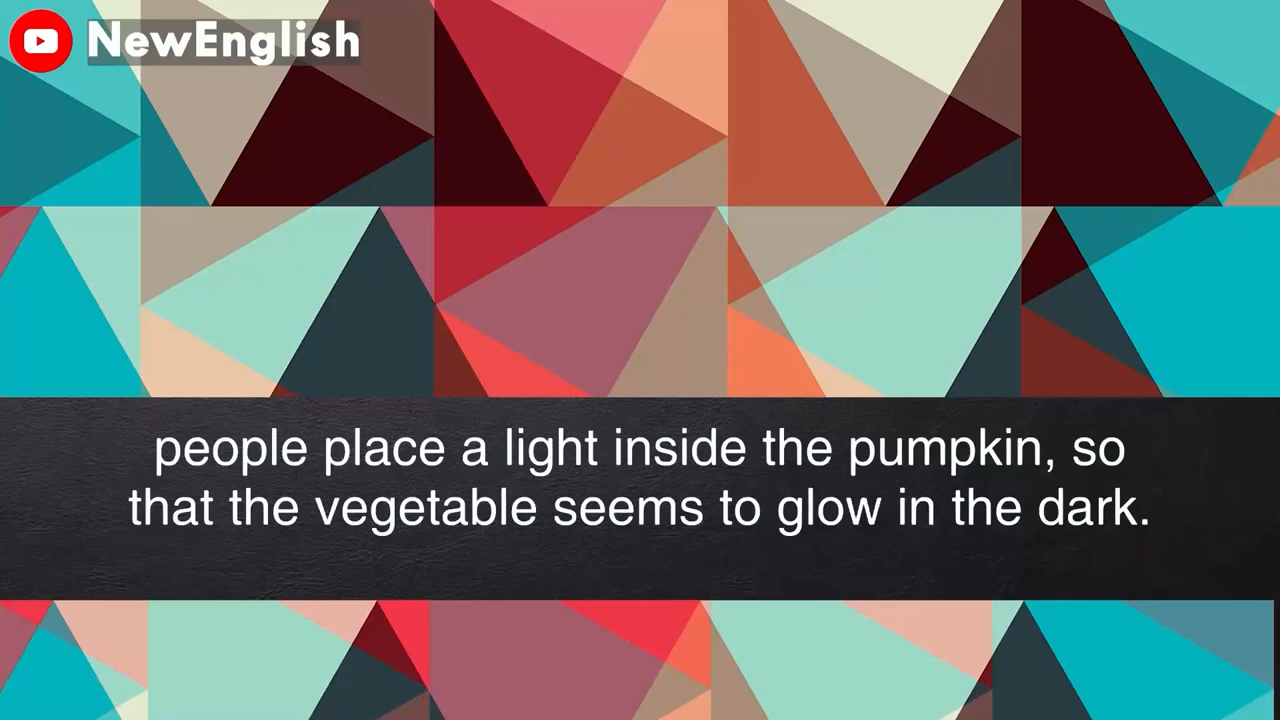 NewEnglish
people place a light inside the pumpkin, so
that the vegetable seems to glow in the dark.